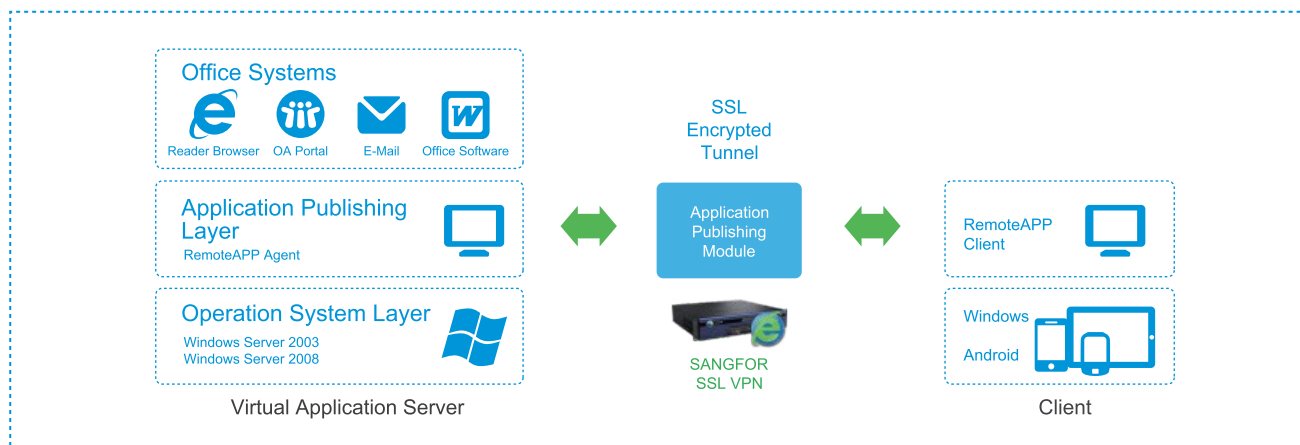 Office Systems
Reader Browser
OA Portal
E-Mail
Office Software
Application Publishing
Layer
RemoteAPP Agent
Operation System Layer
Windows Server 2003
Windows Server 2008
Virtual Application Server
SSL
Encrypted
Tunnel
Application
Publishing
Module
SANGFOR
SSL VPN
RemoteAPP
Client
Windows
Android
Client